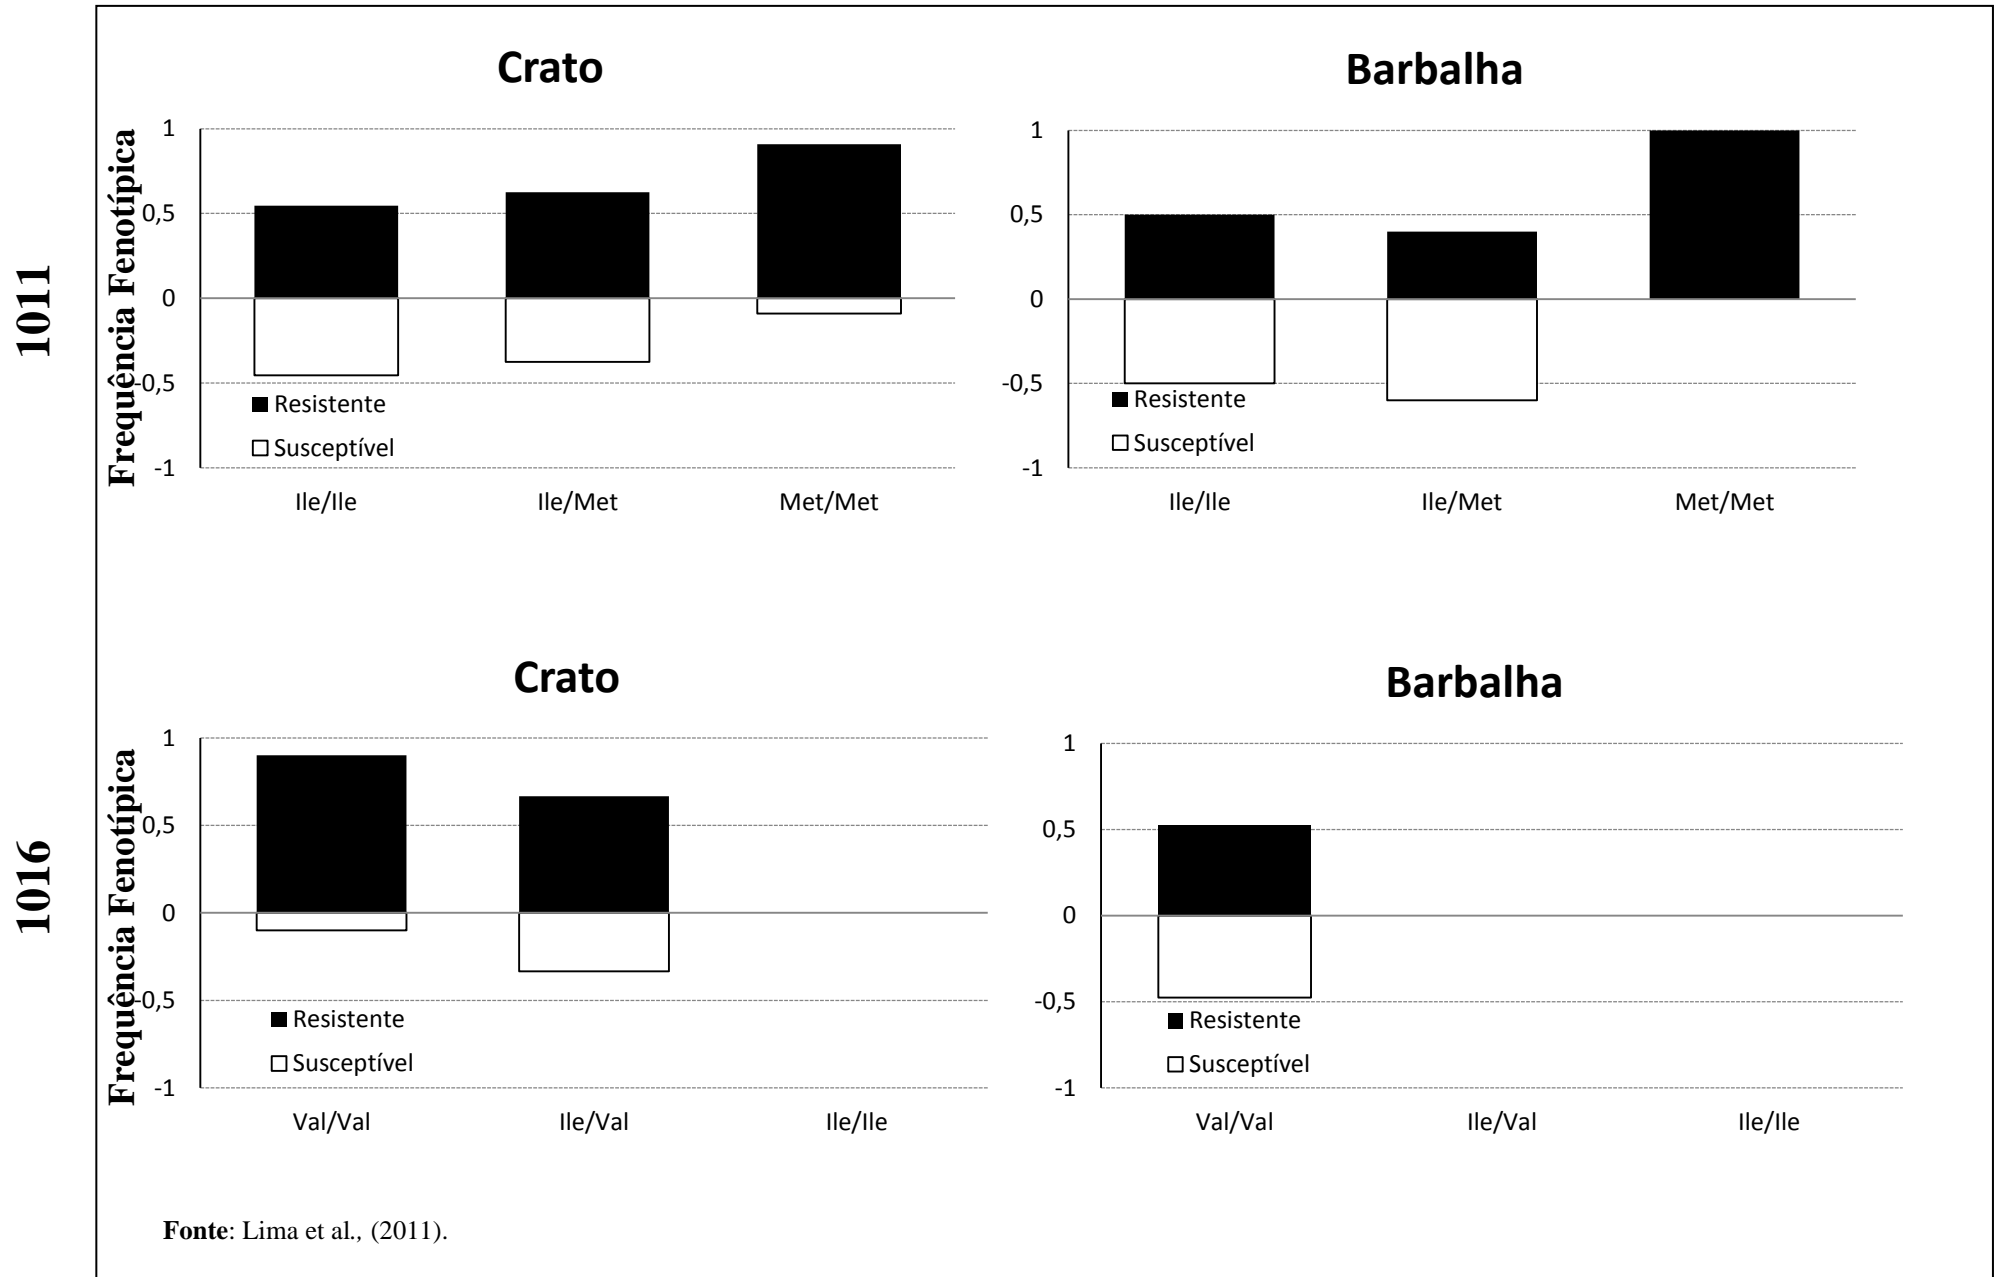 1011
Crato
Frequência Fenotípica
1
0,5
0
-0,5
-1
Resistente
Susceptível
Ile/Ile Ile/Met Met/Met
Barbalha
1
0,5
0
-0,5
-1
Resistente
Susceptível
Ile/Ile Ile/Met Met/Met
1016
Crato
Frequência Fenotípica
1
0,5
0
-0,5
-1
Resistente
Susceptível
Val/Val Ile/Val Ile/Ile
Barbalha
1
0,5
0
-0,5
-1
Resistente
Susceptível
Val/Val Ile/Val Ile/Ile
Fonte: Lima et al., (2011).